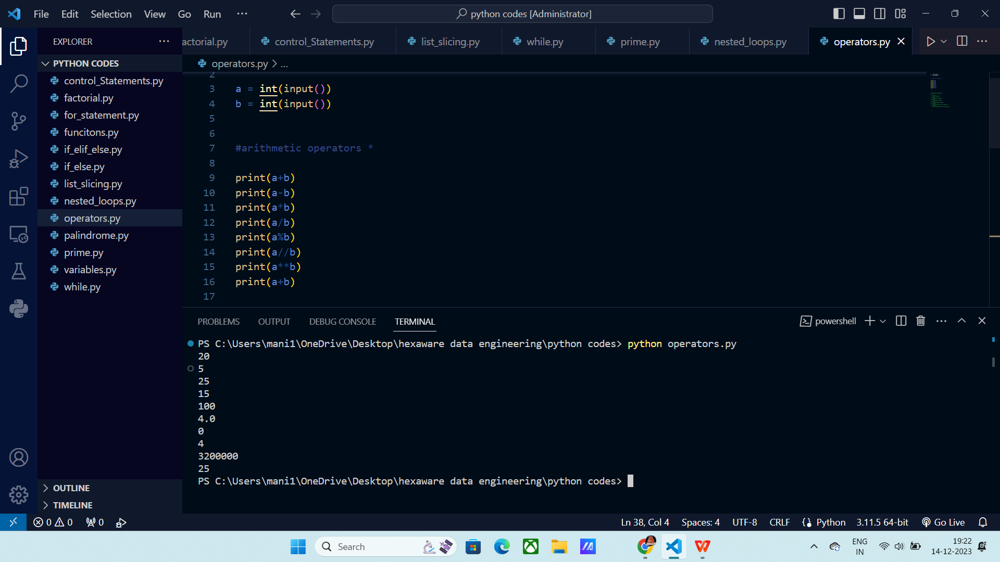 File Edit Selection View Go Run ··· python codes [Administrator]
EXPLORER ···
actorial.py control_Statements.py list_slicing.py while.py prime.py nested_loops.py operators.py
PYTHON CODES
operators.py > ...
control_Statements.py
factorial.py
for_statement.py
funcitons.py
if_elif_else.py
if_else.py
list_slicing.py
nested_loops.py
operators.py
palindrome.py
prime.py
variables.py
while.py
OUTLINE
TIMELINE
2
3 a = int(input())
4 b = int(input())
5
6
7 #arithmetic operators *
8
9 print(a+b)
10 print(a-b)
11 print(a*b)
12 print(a/b)
13 print(a%b)
14 print(a//b)
15 print(a**b)
16 print(a+b)
17
PROBLEMS OUTPUT DEBUG CONSOLE TERMINAL powershell
PS C:\Users\mani1\OneDrive\Desktop\hexaware data engineering\python codes> python operators.py
20
5
25
15
100
4.0
0
4
3200000
25
PS C:\Users\mani1\OneDrive\Desktop\hexaware data engineering\python codes>
0 0 0 Ln 38, Col 4 Spaces: 4 UTF-8 CRLF Python 3.11.5 64-bit Go Live
Search
ENG
IN
19:22
14-12-2023